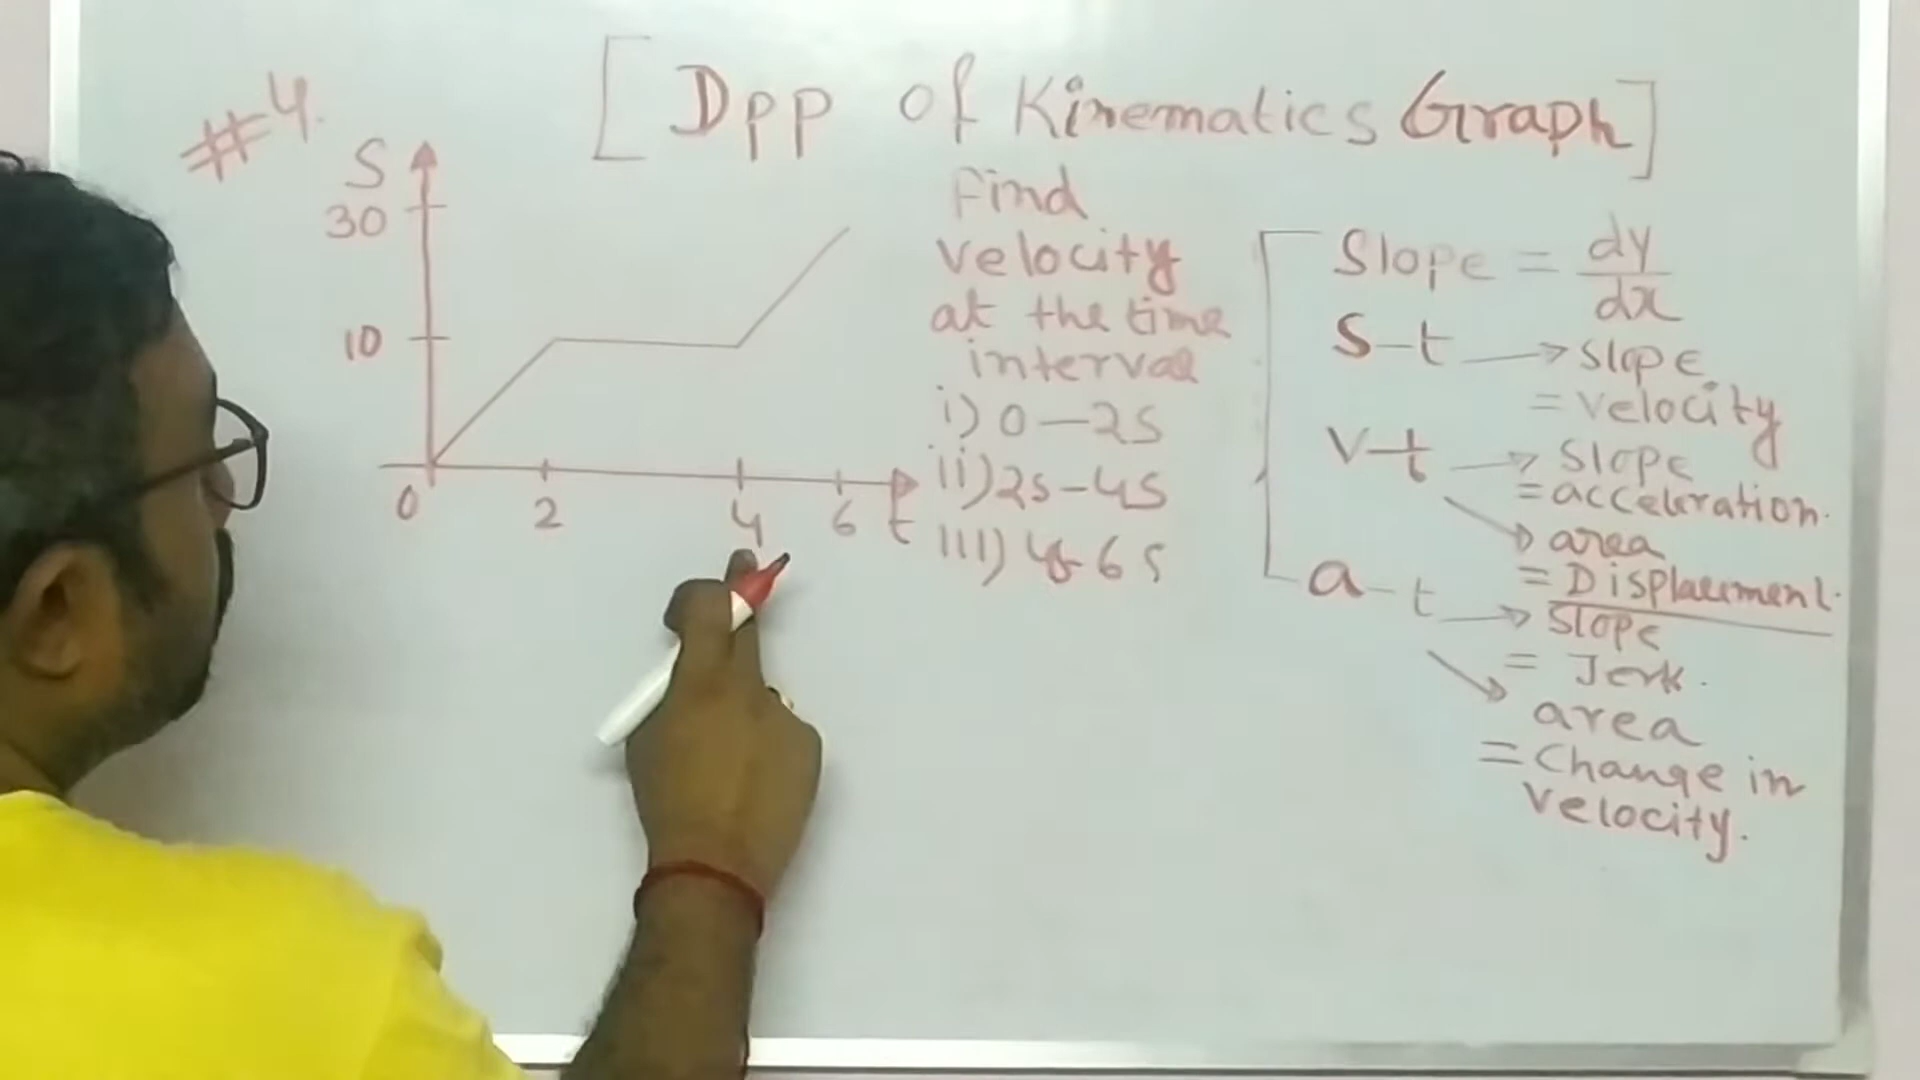 #4.
[Dpp of Kinematics Graph]
S
30
10
0 2 4 6 t
Find
velocity
at the time
interval
i) 0-2s
ii) 2s-4s
iii) 4s-6s
Slope = dy/dx
S-t → slope
= velocity
v-t → slope
= acceleration.
→ area
= Displacement.
a-t → slope
= Jerk.
→ area
= Change in
velocity.